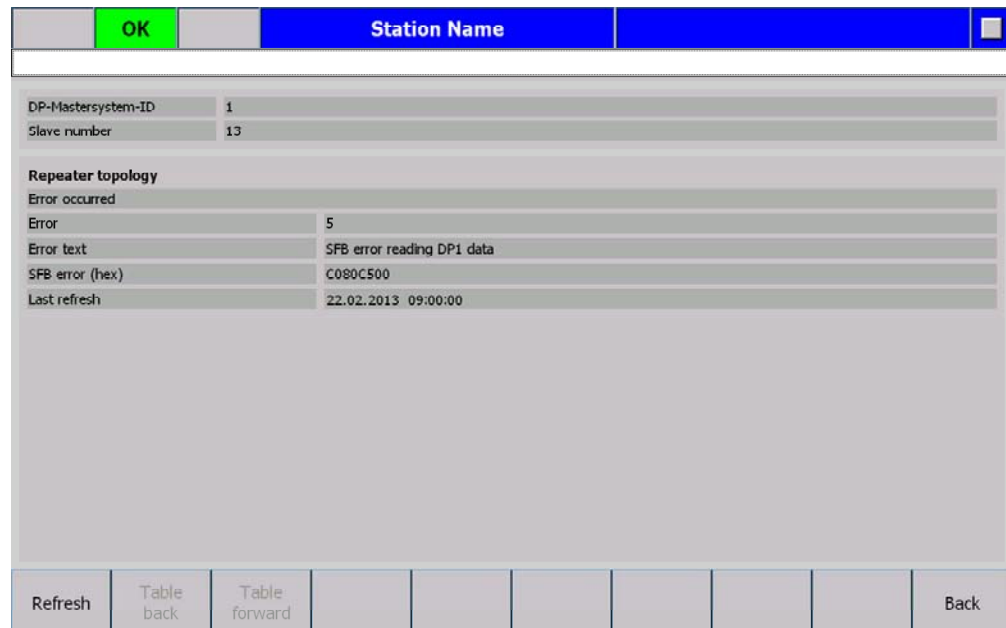 OK Station Name
DP-Mastersystem-ID 1
Slave number 13
Repeater topology
Error occurred
Error 5
Error text SFB error reading DP1 data
SFB error (hex) C080C500
Last refresh 22.02.2013 09:00:00
Refresh Table back Table forward Back